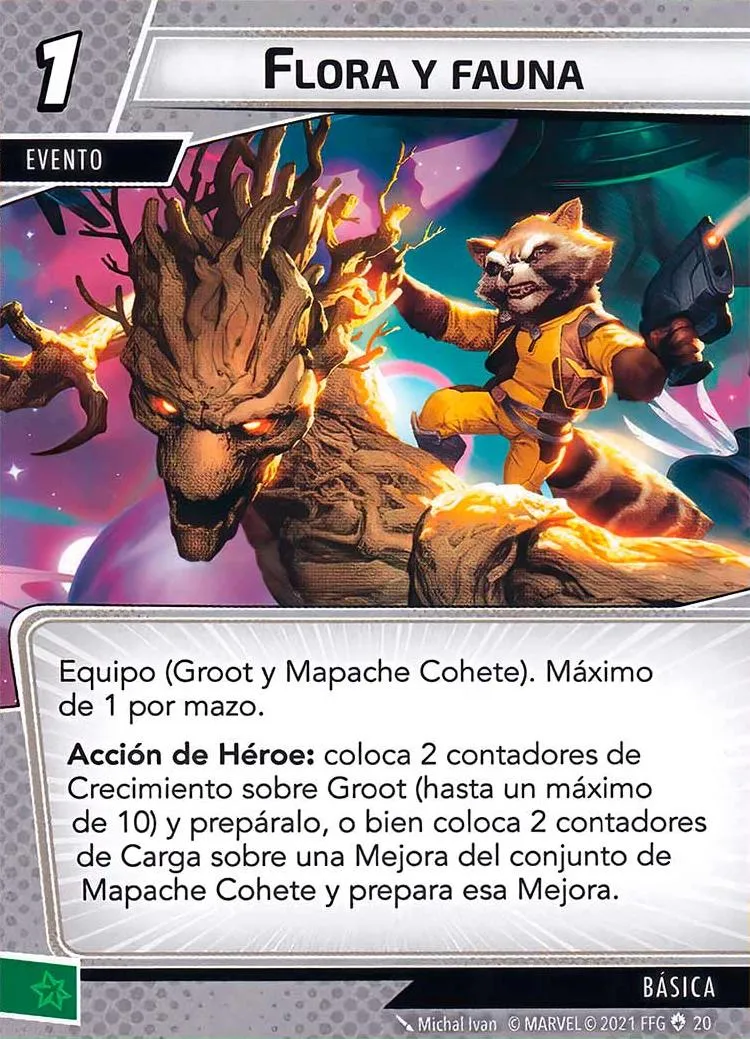 1
FLORA Y FAUNA
EVENTO
Equipo (Groot y Mapache Cohete). Máximo
de 1 por mazo.
Acción de Héroe: coloca 2 contadores de
Crecimiento sobre Groot (hasta un máximo
de 10) y prepáralo, o bien coloca 2 contadores
de Carga sobre una Mejora del conjunto de
Mapache Cohete y prepara esa Mejora.
BÁSICA
Michal Ivan © MARVEL © 2021 FFG 20